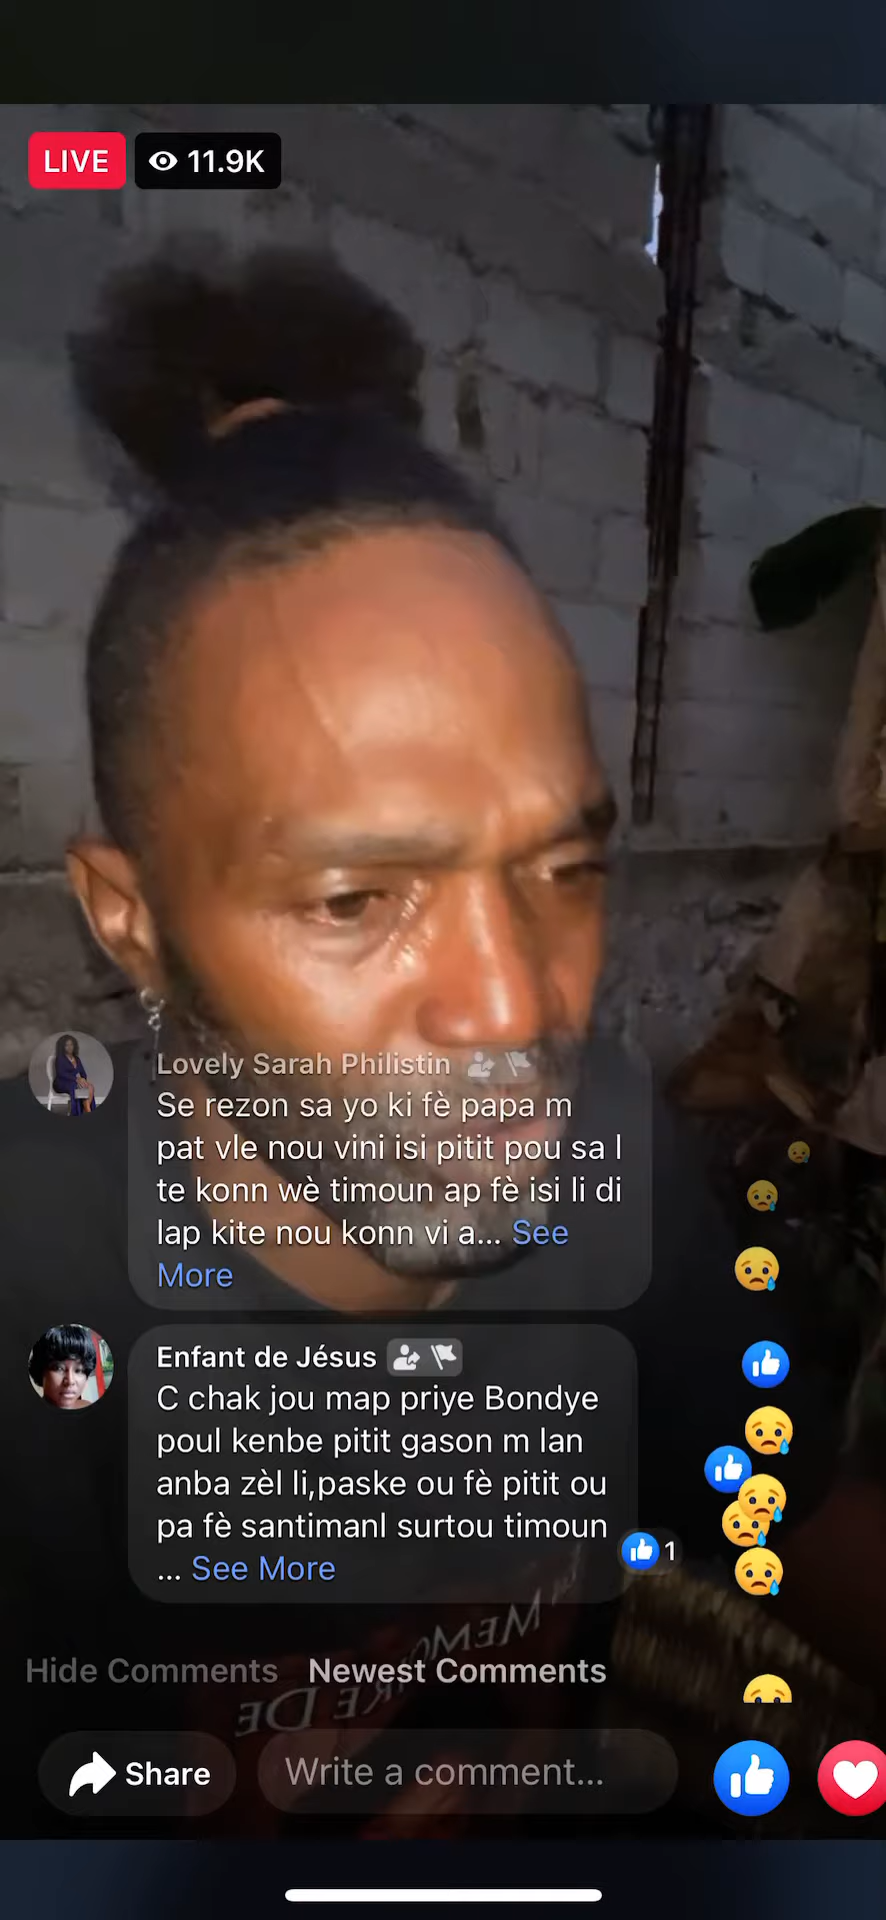 LIVE
11.9K
Lovely Sarah Philistin
Se rezon sa yo ki fè papa m
pat vle nou vini isi pitit pou sa l
te konn wè timoun ap fè isi li di
lap kite nou konn vi a... See
More
Enfant de Jésus
C chak jou map priye Bondye
poul kenbe pitit gason m lan
anba zèl li,paske ou fè pitit ou
pa fè santimanl surtou timoun
... See More
1
Hide Comments
Newest Comments
DE
Share
Write a comment...